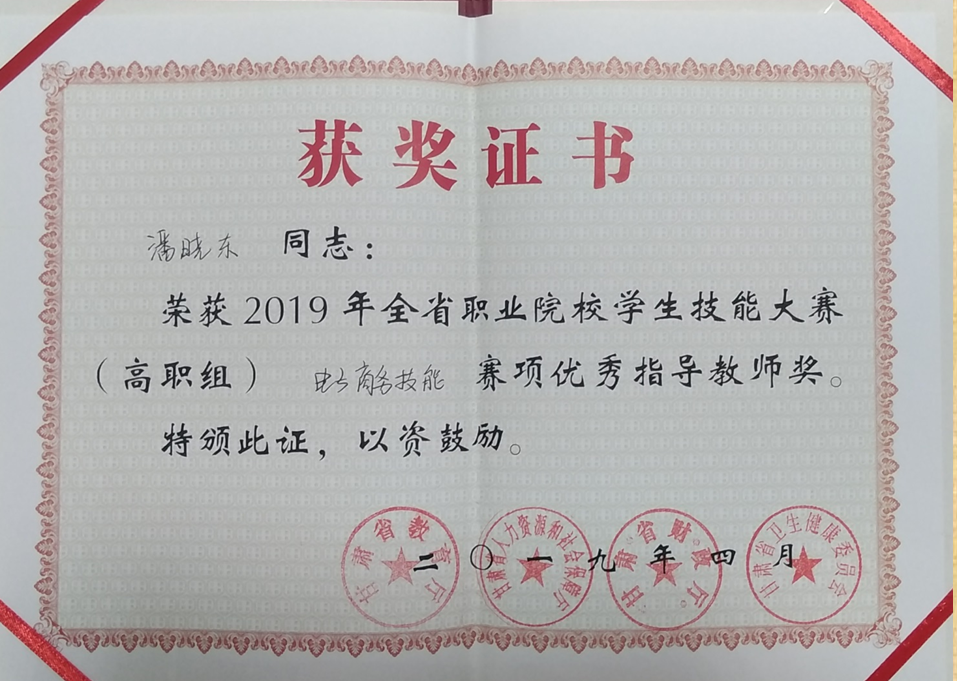 获奖证书
潘晓东 同志：
荣获2019年全省职业院校学生技能大赛
（高职组） 电子商务技能 赛项优秀指导教师奖。
特颁此证，以资鼓励。
甘肃省教育厅
甘肃省人力资源和社会保障厅
甘肃省财政厅
甘肃省卫生健康委员会
二〇一九年四月